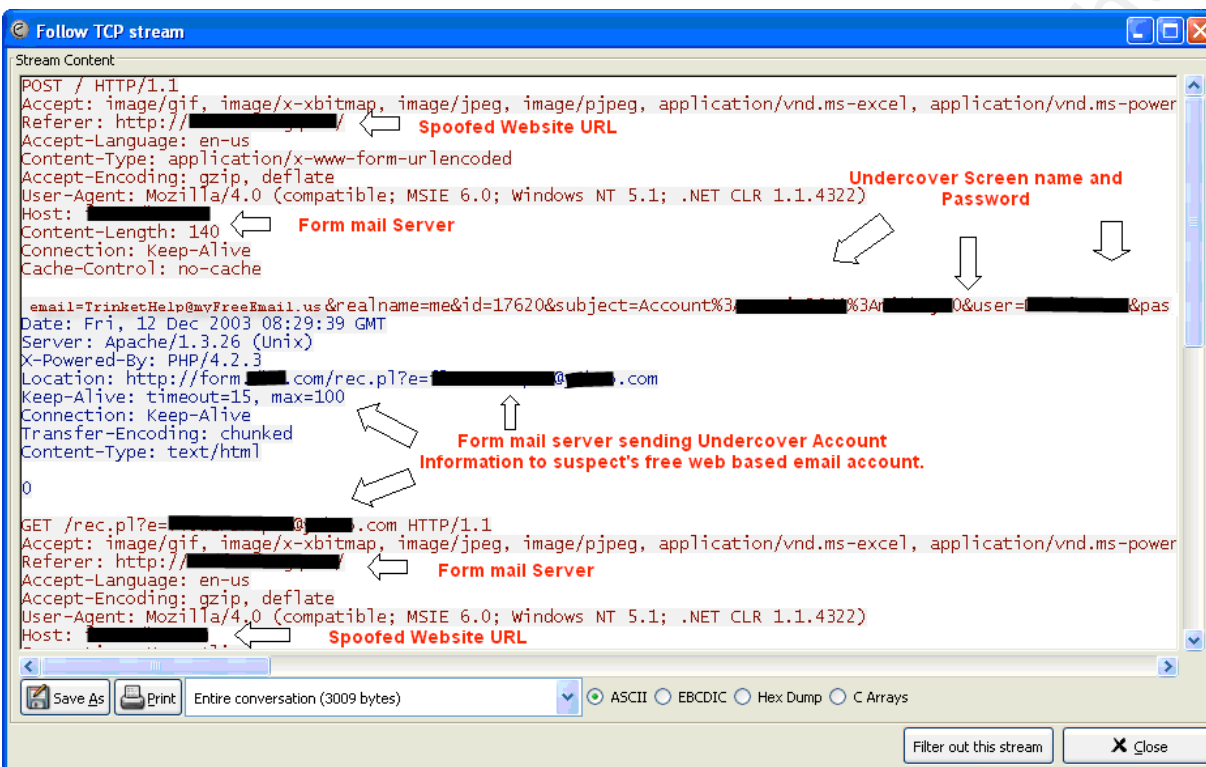 Follow TCP stream
Stream Content
POST / HTTP/1.1
Accept: image/gif, image/x-xbitmap, image/jpeg, image/pjpeg, application/vnd.ms-excel, application/vnd.ms-power
Referer: http:// /
Spoofed Website URL
Accept-Language: en-us
Content-Type: application/x-www-form-urlencoded
Accept-Encoding: gzip, deflate
User-Agent: Mozilla/4.0 (compatible; MSIE 6.0; Windows NT 5.1; .NET CLR 1.1.4322)
Undercover Screen name and
Password
Host:
Content-Length: 140
Form mail Server
Connection: Keep-Alive
Cache-Control: no-cache
email=TrinketHelp@myFreeEmail.us&realname=me&id=17620&subject=Account%3A %3A 0&user= &pas
Date: Fri, 12 Dec 2003 08:29:39 GMT
Server: Apache/1.3.26 (Unix)
X-Powered-By: PHP/4.2.3
Location: http://form. .com/rec.pl?e= @ .com
Keep-Alive: timeout=15, max=100
Connection: Keep-Alive
Transfer-Encoding: chunked
Content-Type: text/html
Form mail server sending Undercover Account
Information to suspect's free web based email account.
0
GET /rec.pl?e= @ .com HTTP/1.1
Accept: image/gif, image/x-xbitmap, image/jpeg, image/pjpeg, application/vnd.ms-excel, application/vnd.ms-power
Referer: http:// /
Form mail Server
Accept-Language: en-us
Accept-Encoding: gzip, deflate
User-Agent: Mozilla/4.0 (compatible; MSIE 6.0; Windows NT 5.1; .NET CLR 1.1.4322)
Host:
Spoofed Website URL
Save As Print Entire conversation (3009 bytes) ASCII EBCDIC Hex Dump C Arrays
Filter out this stream Close